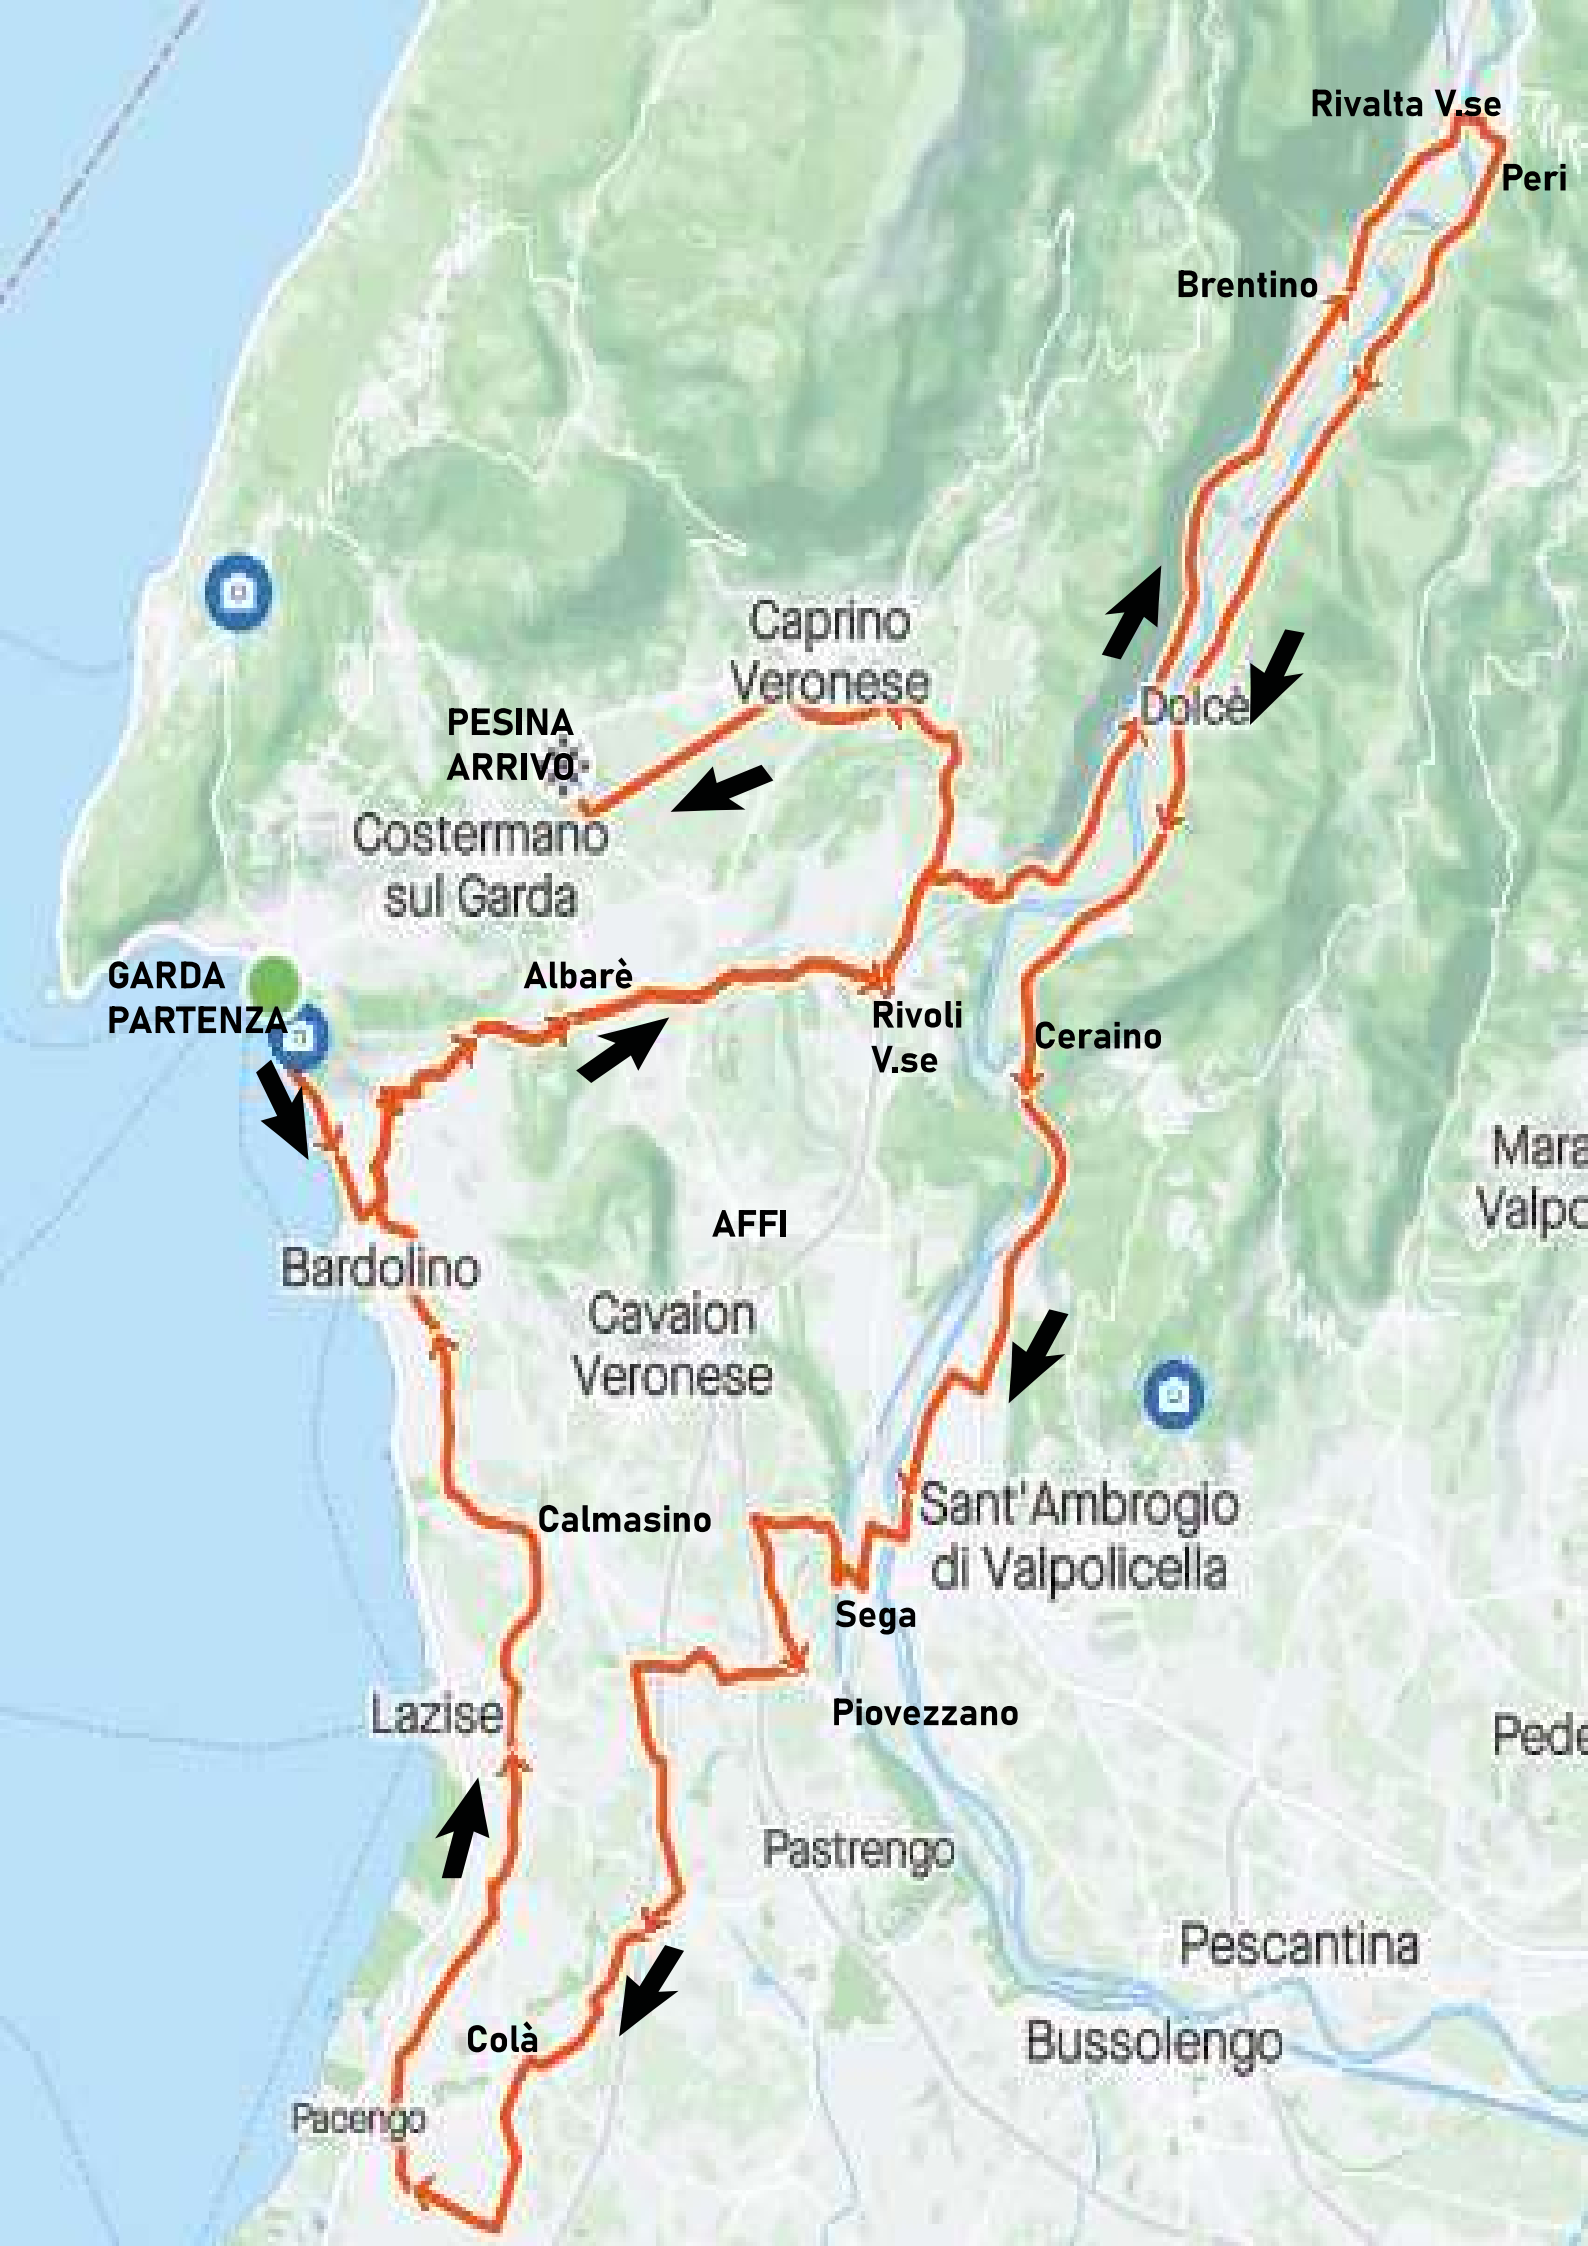 Rivalta V.se
Peri
Brentino
Caprino
Veronese
Dolcè
PESINA
ARRIVO
Costermano
sul Garda
GARDA
PARTENZA
Albarè
Rivoli
V.se
Ceraino
Mara
Valpo
AFFI
Bardolino
Cavaion
Veronese
Calmasino
Sant'Ambrogio
di Valpolicella
Sega
Lazise
Piovezzano
Pede
Pastrengo
Pescantina
Colà
Bussolengo
Pacengo